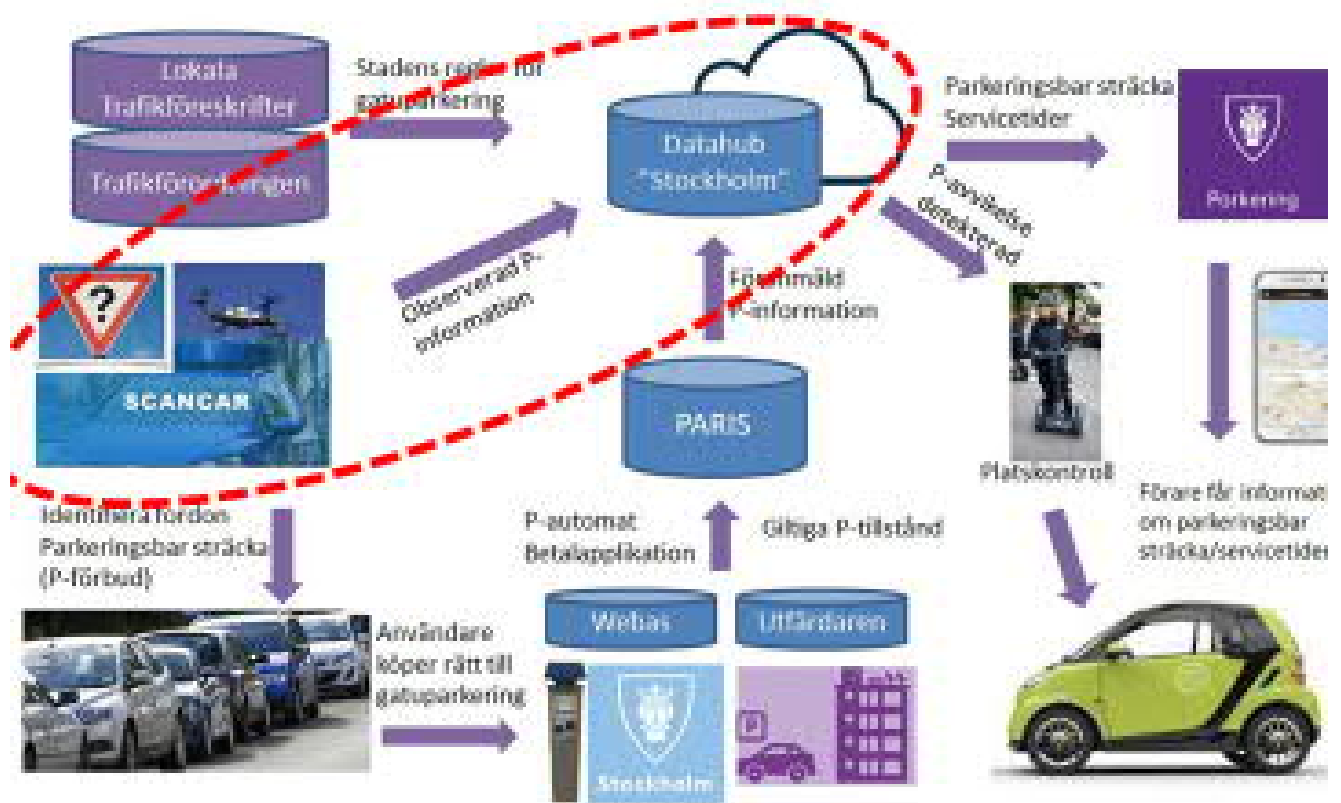 Lokala
Trafikföreskrifter
Trafikförordningen
Stadens regler för
gatuparkering
Datahub
"Stockholm"
Parkeringsbar sträcka
Servicetider
Parkering
P-avvikelse
detekterad
Observerad P-
information
?
SCANCAR
Föranmäld
P-information
PARIS
Platskontroll
Identifiera fordon
Parkeringsbar sträcka
(P-förbud)
P-automat
Betalapplikation
Giltiga P-tillstånd
Förare får informati
om parkeringsbar
sträcka/servicetider
Webas
Utfärdaren
Användare
köper rätt till
gatuparkering
P
Stockholm